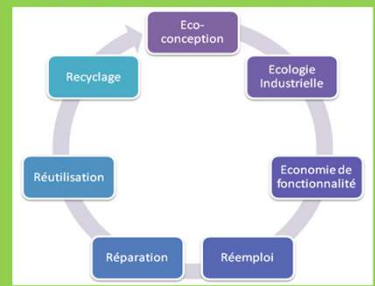 Eco-
conception
Ecologie
Industrielle
Economie de
fonctionnalité
Réemploi
Réparation
Réutilisation
Recyclage